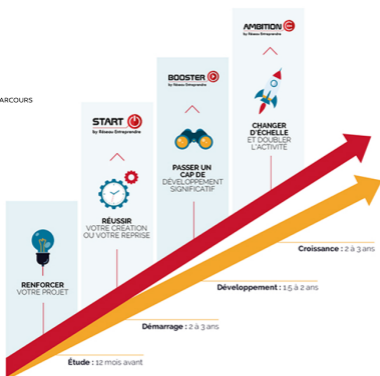 AMBITION
by Réseau Entreprendre
BOOSTER
by Réseau Entreprendre
ARCOURS
START
by Réseau Entreprendre
CHANGER
D'ÉCHELLE
ET DOUBLER
L'ACTIVITÉ
PASSER UN
CAP DE
DÉVELOPPEMENT
SIGNIFICATIF
RÉUSSIR
VOTRE CRÉATION
OU VOTRE REPRISE
RENFORCER
VOTRE PROJET
Croissance : 2 à 3 ans
Développement : 1,5 à 2 ans
Démarrage : 2 à 3 ans
Étude : 12 mois avant